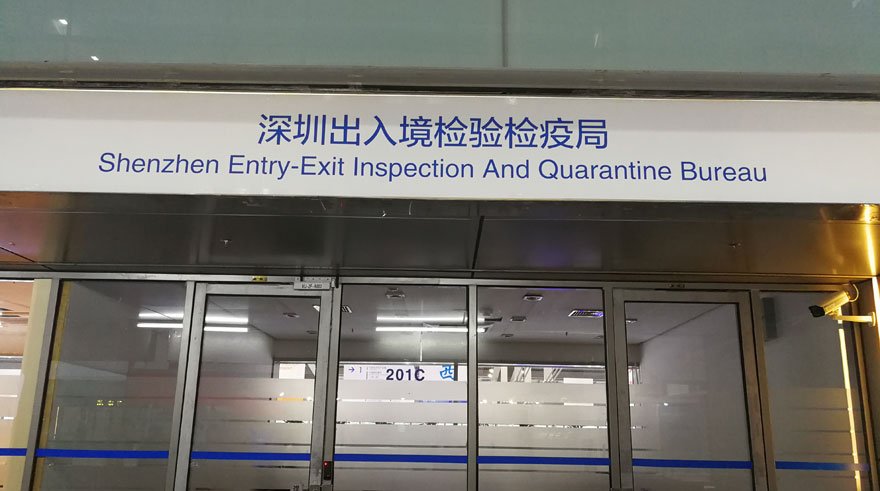 深圳出入境检验检疫局
Shenzhen Entry-Exit Inspection And Quarantine Bureau
201C